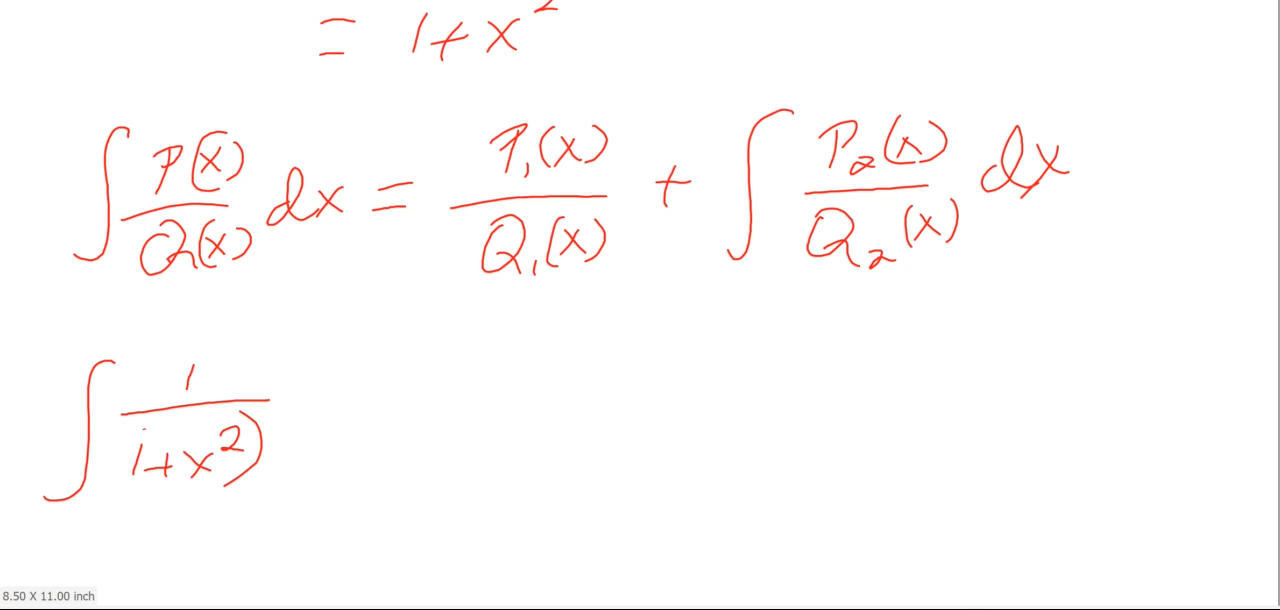 = 1+x²
∫ P(x)/Q(x) dx = P₁(x)/Q₁(x) + ∫ P₂(x)/Q₂(x) dx
∫ 1/1+x²)
8.50 X 11.00 inch